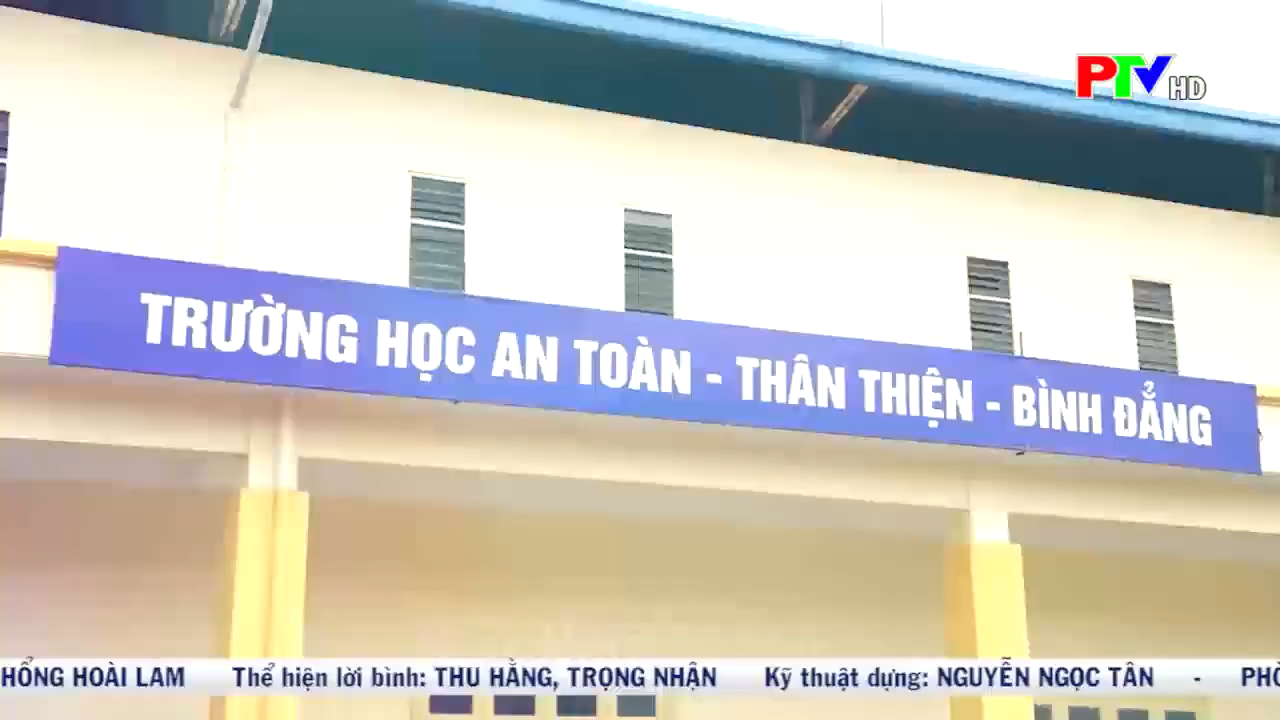 PTV HD
TRƯỜNG HỌC AN TOÀN - THÂN THIỆN - BÌNH ĐẲNG
HỔNG HOÀI LAM Thể hiện lời bình: THU HẰNG, TRỌNG NHẬN Kỹ thuật dựng: NGUYỄN NGỌC TÂN -